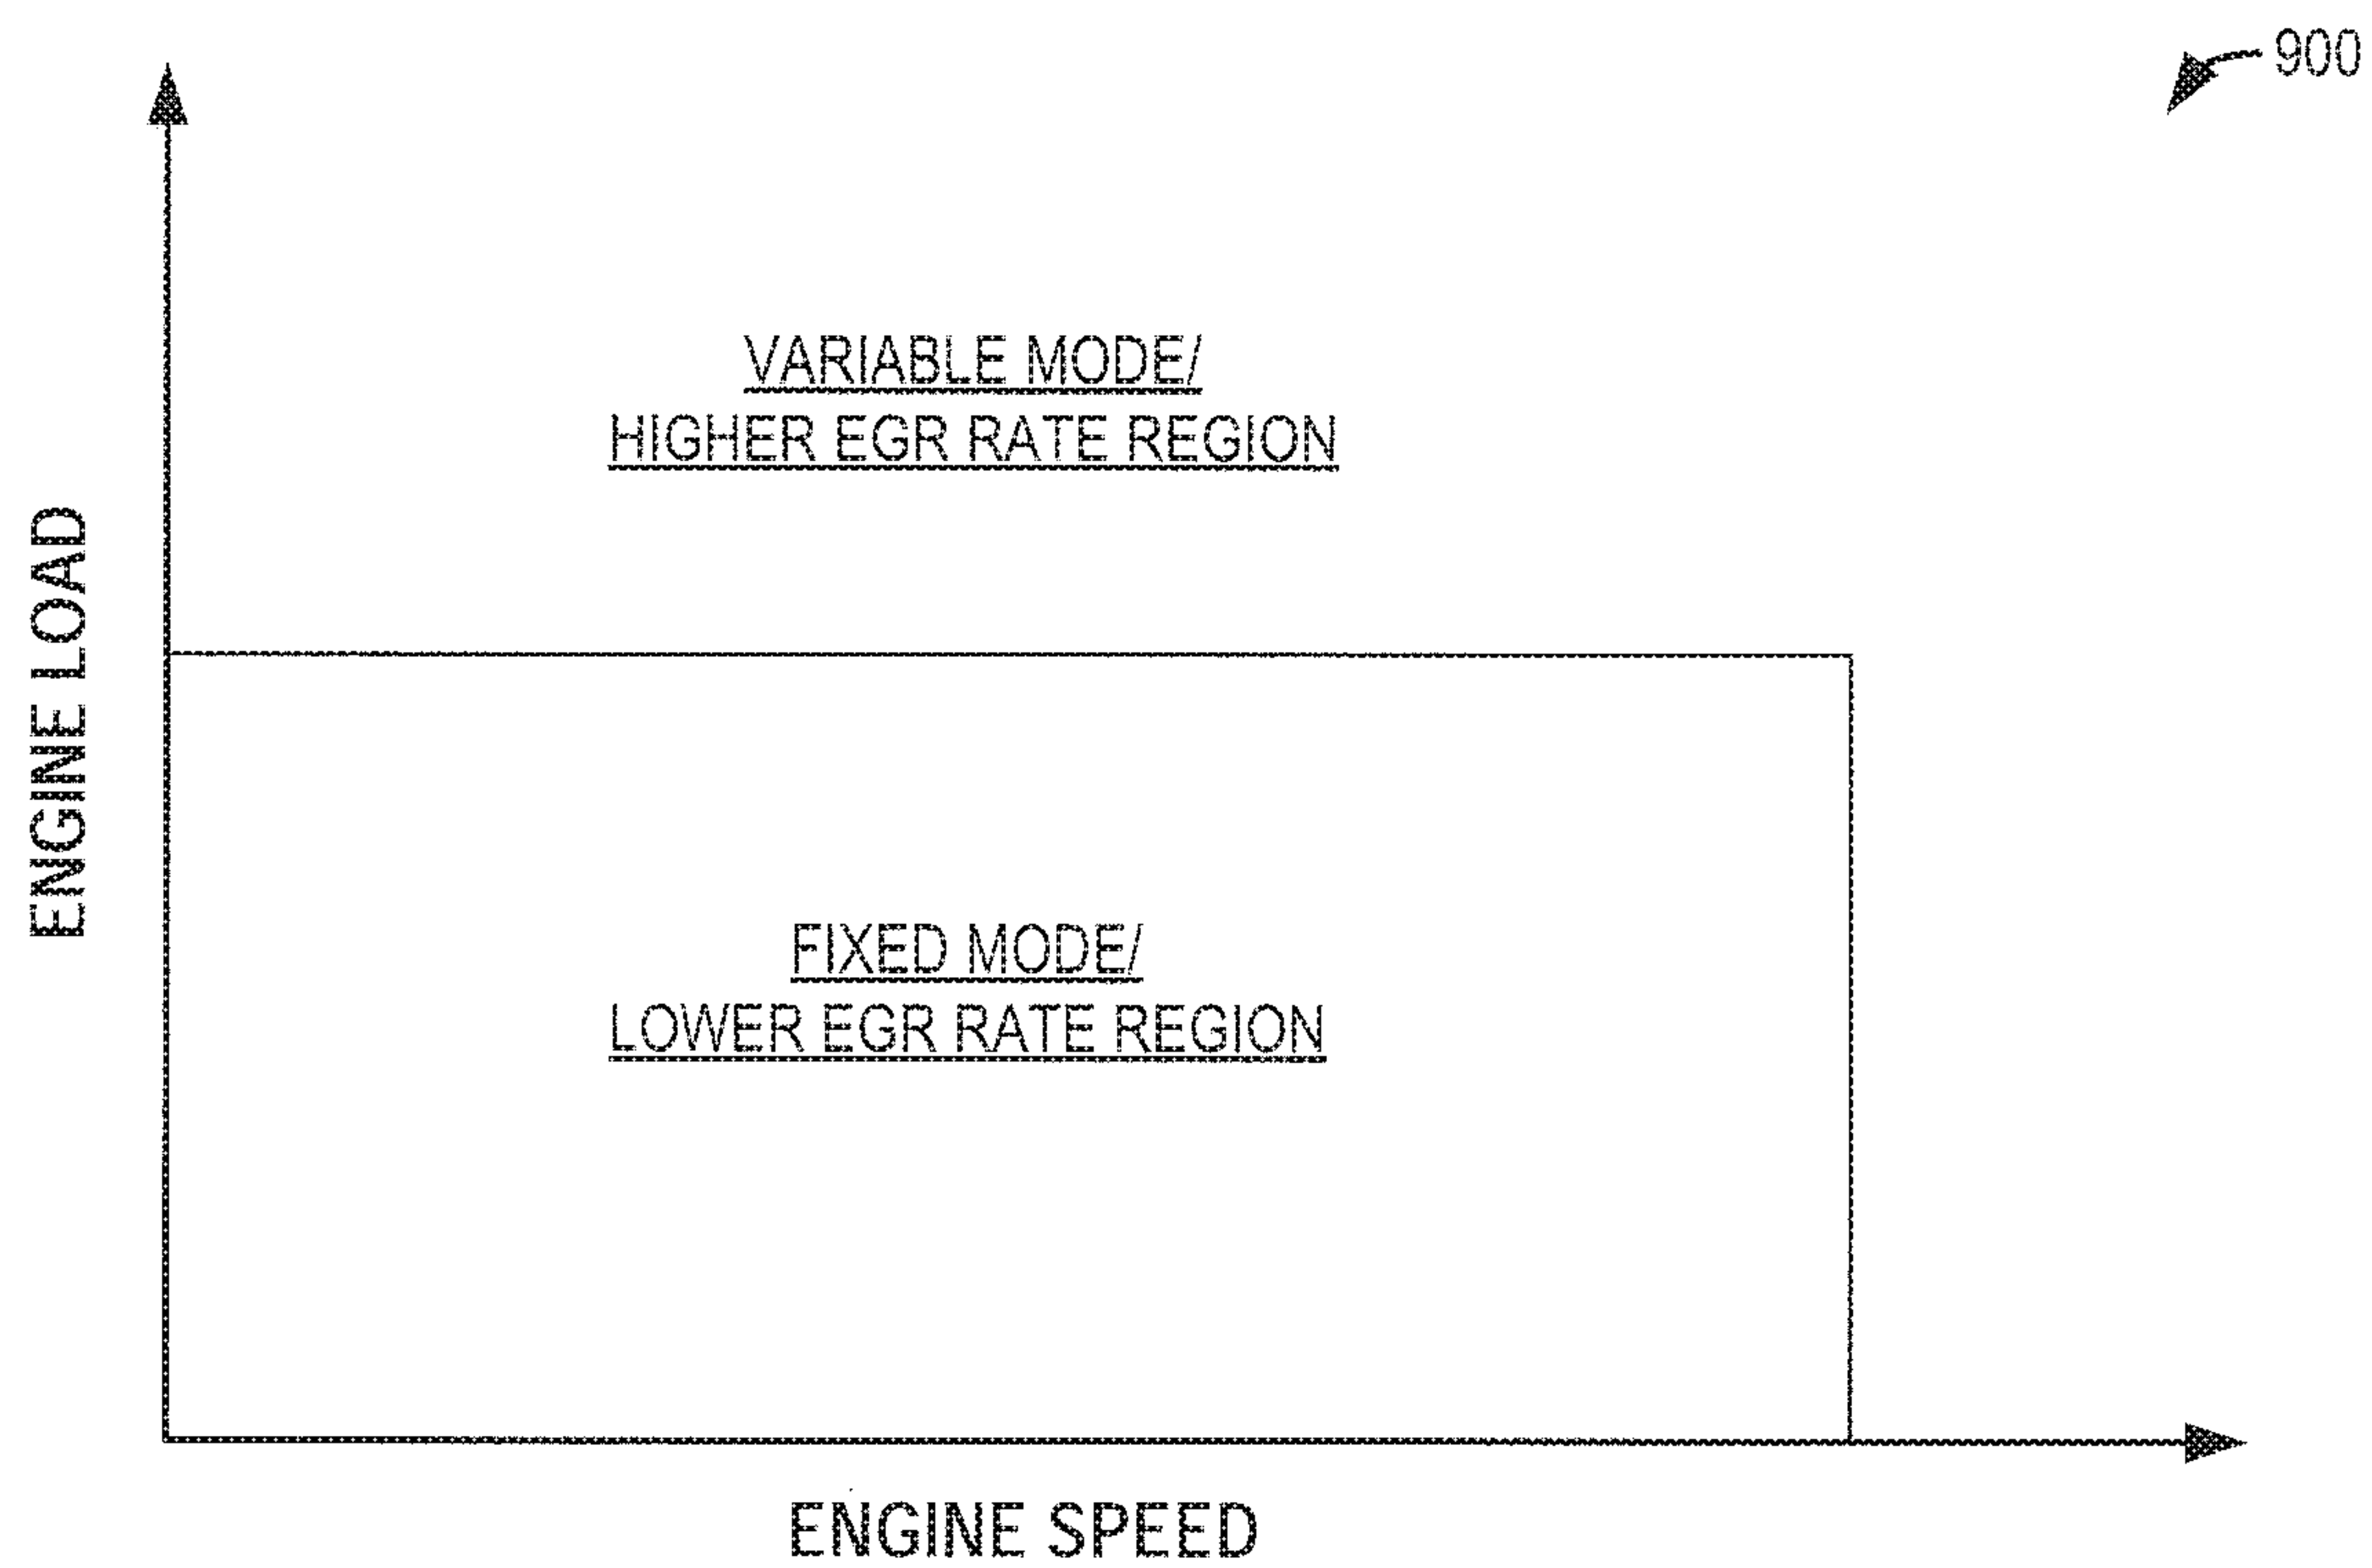 900
VARIABLE MODE/
HIGHER EGR RATE REGION
ENGINE LOAD
FIXED MODE/
LOWER EGR RATE REGION
ENGINE SPEED